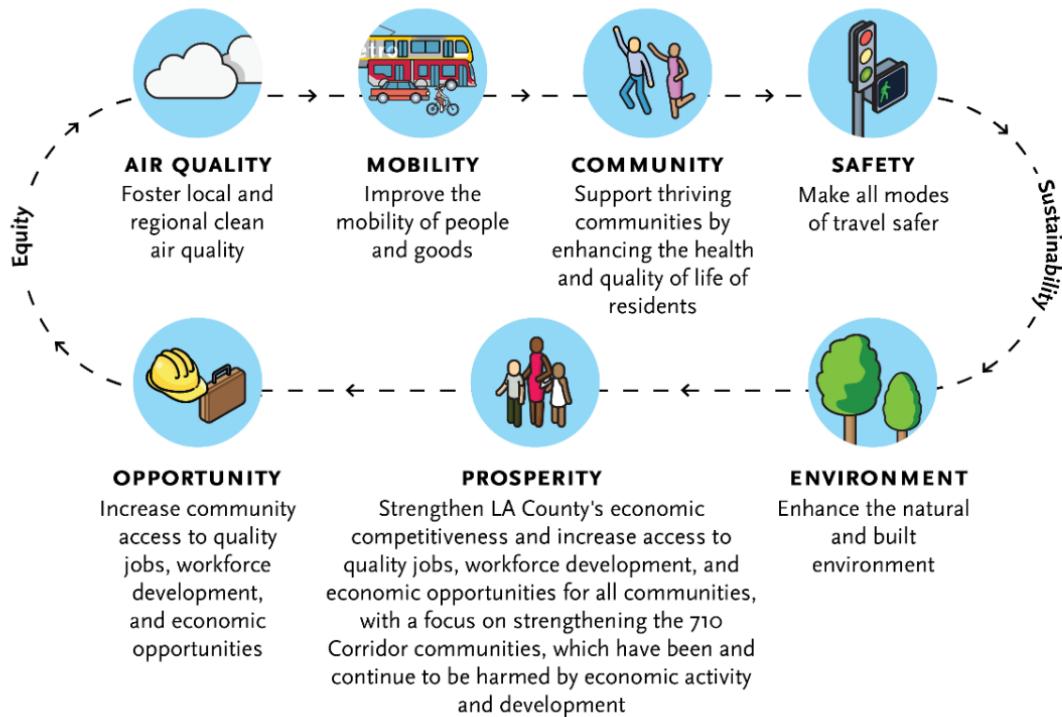 etro
AIR QUALITY
Foster local and
regional clean
air quality
MOBILITY
Improve the
mobility of people
and goods
COMMUNITY
Support thriving
communities by
enhancing the health
and quality of life of
residents
SAFETY
Make all modes
of travel safer
Equity
Sustainability
OPPORTUNITY
Increase community
access to quality
jobs, workforce
development,
and economic
opportunities
PROSPERITY
Strengthen LA County's economic
competitiveness and increase access to
quality jobs, workforce development, and
economic opportunities for all communities,
with a focus on strengthening the 710
Corridor communities, which have been and
continue to be harmed by economic activity
and development
ENVIRONMENT
Enhance the natural
and built
environment